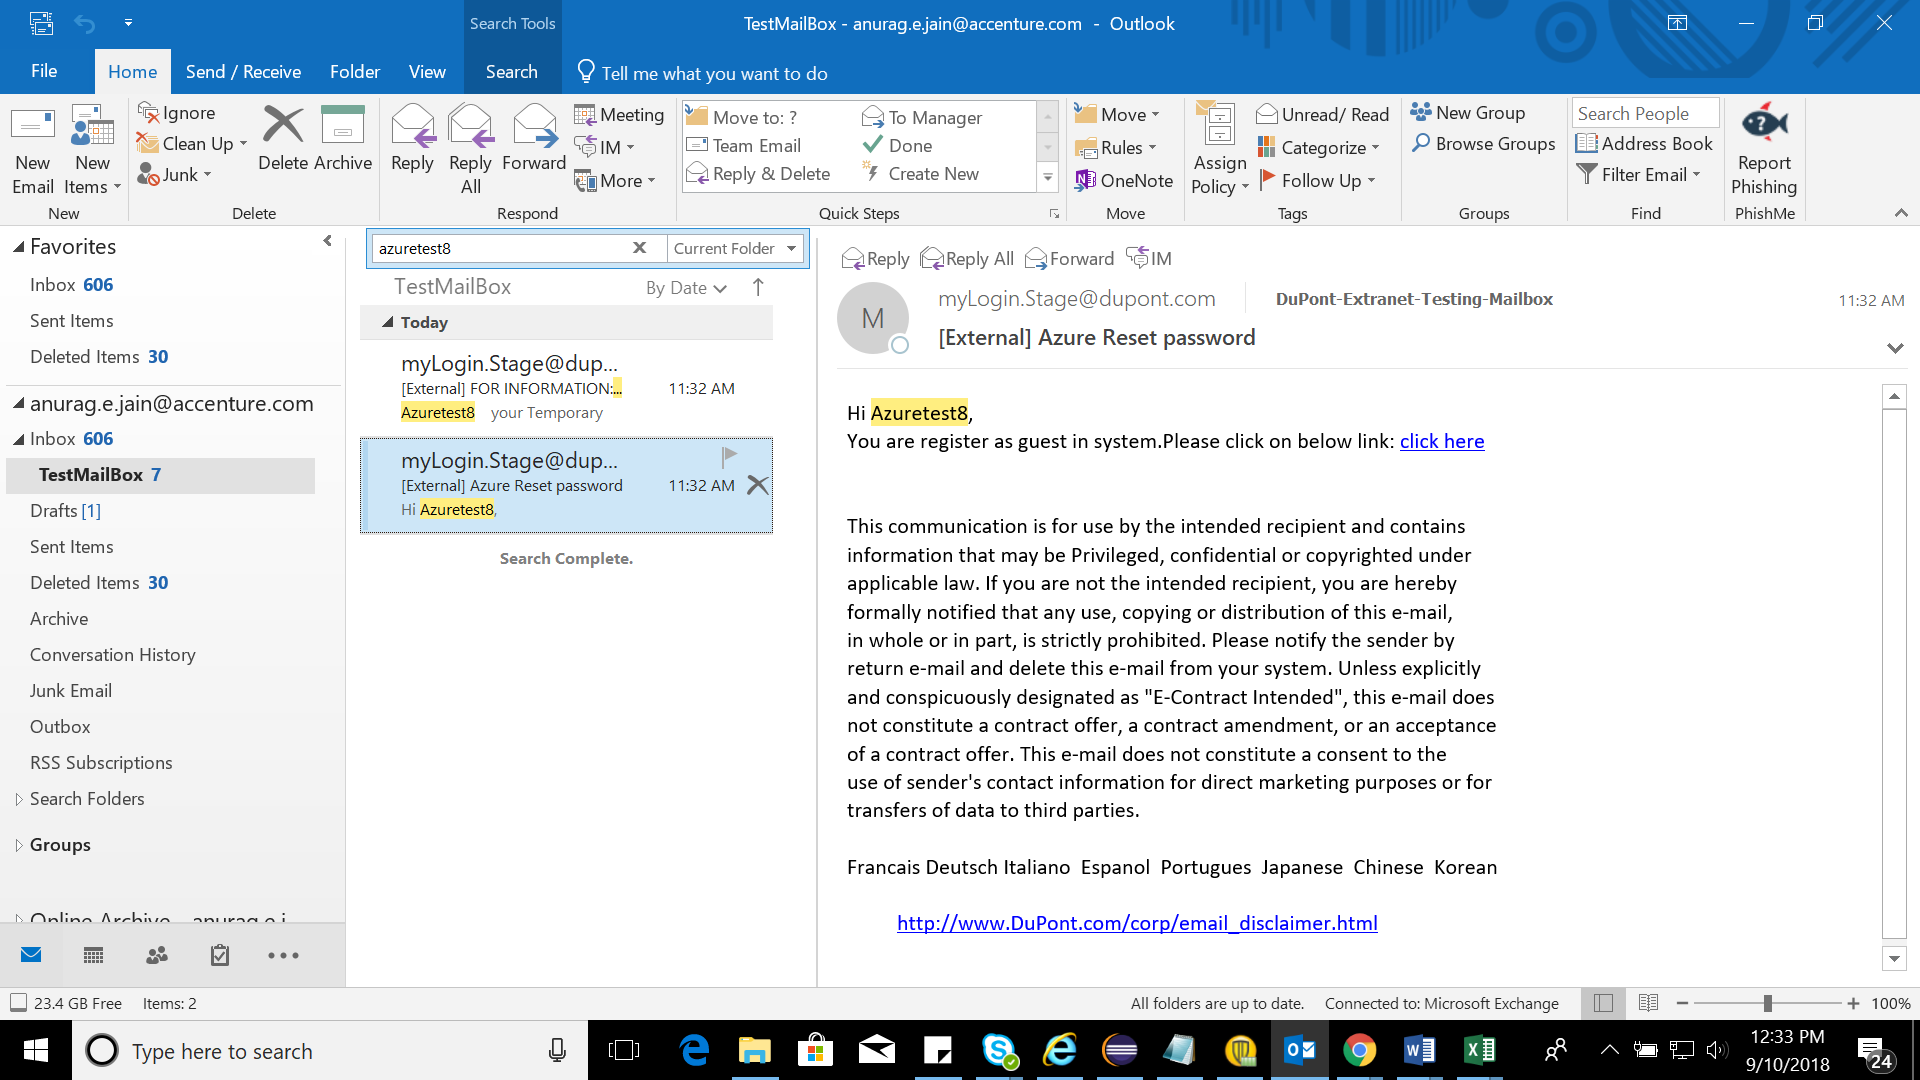 Search Tools
TestMailBox - anurag.e.jain@accenture.com - Outlook
File
Home
Send / Receive
Folder
View
Search
Tell me what you want to do
New Email
New Items
New
Ignore
Clean Up
Junk
Delete
Archive
Delete
Reply
Reply All
Forward
Meeting
IM
More
Respond
Move to: ?
Team Email
Reply & Delete
To Manager
Done
Create New
Quick Steps
Move
Rules
OneNote
Move
Assign Policy
Unread/ Read
Categorize
Follow Up
Tags
New Group
Browse Groups
Groups
Search People
Address Book
Filter Email
Find
Report Phishing
PhishMe
Favorites
Inbox 606
Sent Items
Deleted Items 30
anurag.e.jain@accenture.com
Inbox 606
TestMailBox 7
Drafts [1]
Sent Items
Deleted Items 30
Archive
Conversation History
Junk Email
Outbox
RSS Subscriptions
Search Folders
Groups
azuretest8
Current Folder
TestMailBox
By Date
Today
myLogin.Stage@dup...
[External] FOR INFORMATION:...
11:32 AM
Azuretest8 your Temporary
myLogin.Stage@dup...
[External] Azure Reset password
11:32 AM
Hi Azuretest8,
Search Complete.
Reply
Reply All
Forward
IM
M
myLogin.Stage@dupont.com
DuPont-Extranet-Testing-Mailbox
11:32 AM
[External] Azure Reset password
Hi Azuretest8,
You are register as guest in system.Please click on below link: click here
This communication is for use by the intended recipient and contains
information that may be Privileged, confidential or copyrighted under
applicable law. If you are not the intended recipient, you are hereby
formally notified that any use, copying or distribution of this e-mail,
in whole or in part, is strictly prohibited. Please notify the sender by
return e-mail and delete this e-mail from your system. Unless explicitly
and conspicuously designated as "E-Contract Intended", this e-mail does
not constitute a contract offer, a contract amendment, or an acceptance
of a contract offer. This e-mail does not constitute a consent to the
use of sender's contact information for direct marketing purposes or for
transfers of data to third parties.
Francais Deutsch Italiano Espanol Portugues Japanese Chinese Korean
http://www.DuPont.com/corp/email_disclaimer.html
23.4 GB Free
Items: 2
All folders are up to date.
Connected to: Microsoft Exchange
100%
Type here to search
12:33 PM
9/10/2018
24